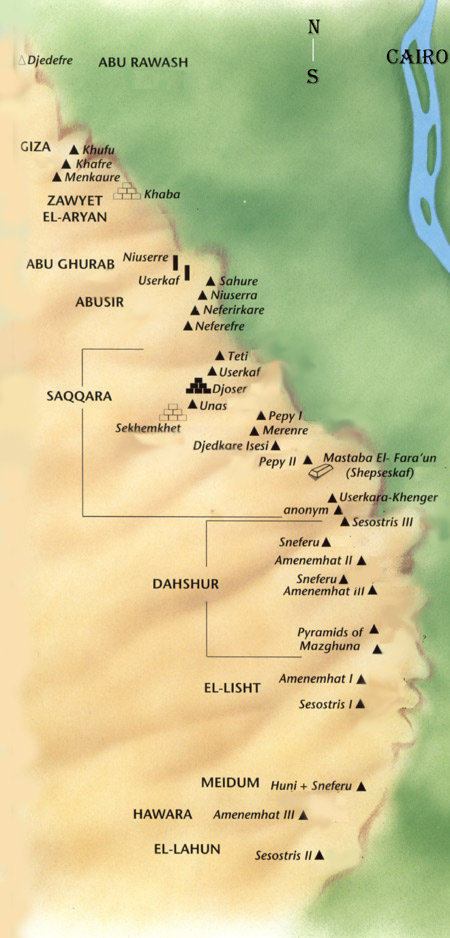 N
S
CAIRO
Djedefre
ABU RAWASH
GIZA
Khufu
Khafre
Menkaure
ZAWYET
EL-ARYAN
Khaba
ABU GHURAB
Niuserre
Userkaf
ABUSIR
Sahure
Niuserra
Neferirkare
Neferefre
SAQQARA
Teti
Userkaf
Djoser
Unas
Sekhemkhet
Pepy I
Merenre
Djedkare Isesi
Pepy II
Mastaba El- Fara'un
(Shepseskaf)
Userkara-Khenger
anonym
Sesostris III
DAHSHUR
Sneferu
Amenemhat II
Sneferu
Amenemhat III
Pyramids of
Mazghuna
EL-LISHT
Amenemhat I
Sesostris I
MEIDUM
Huni + Sneferu
HAWARA
Amenemhat III
EL-LAHUN
Sesostris II